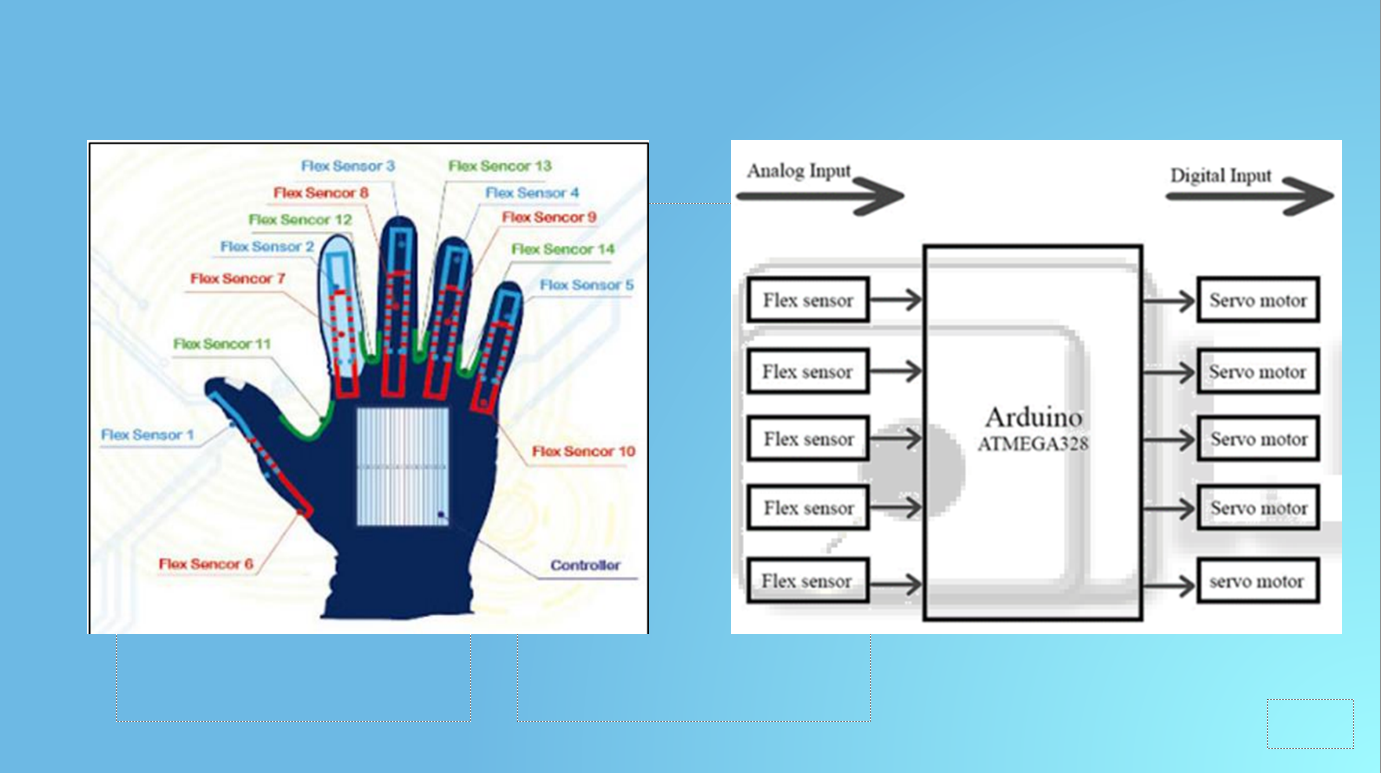 Flex Sensor 3
Flex Sencor 13
Flex Sencor 8
Flex Sensor 4
Flex Sencor 12
Flex Sencor 9
Flex Sensor 2
Flex Sencor 14
Flex Sencor 7
Flex Sensor 5
Flex Sencor 11
Flex Sensor 1
Flex Sencor 10
Flex Sencor 6
Controller
Analog Input
Digital Input
Flex sensor
Servo motor
Flex sensor
Servo motor
Arduino
ATMEGA328
Flex sensor
Servo motor
Flex sensor
Servo motor
Flex sensor
servo motor